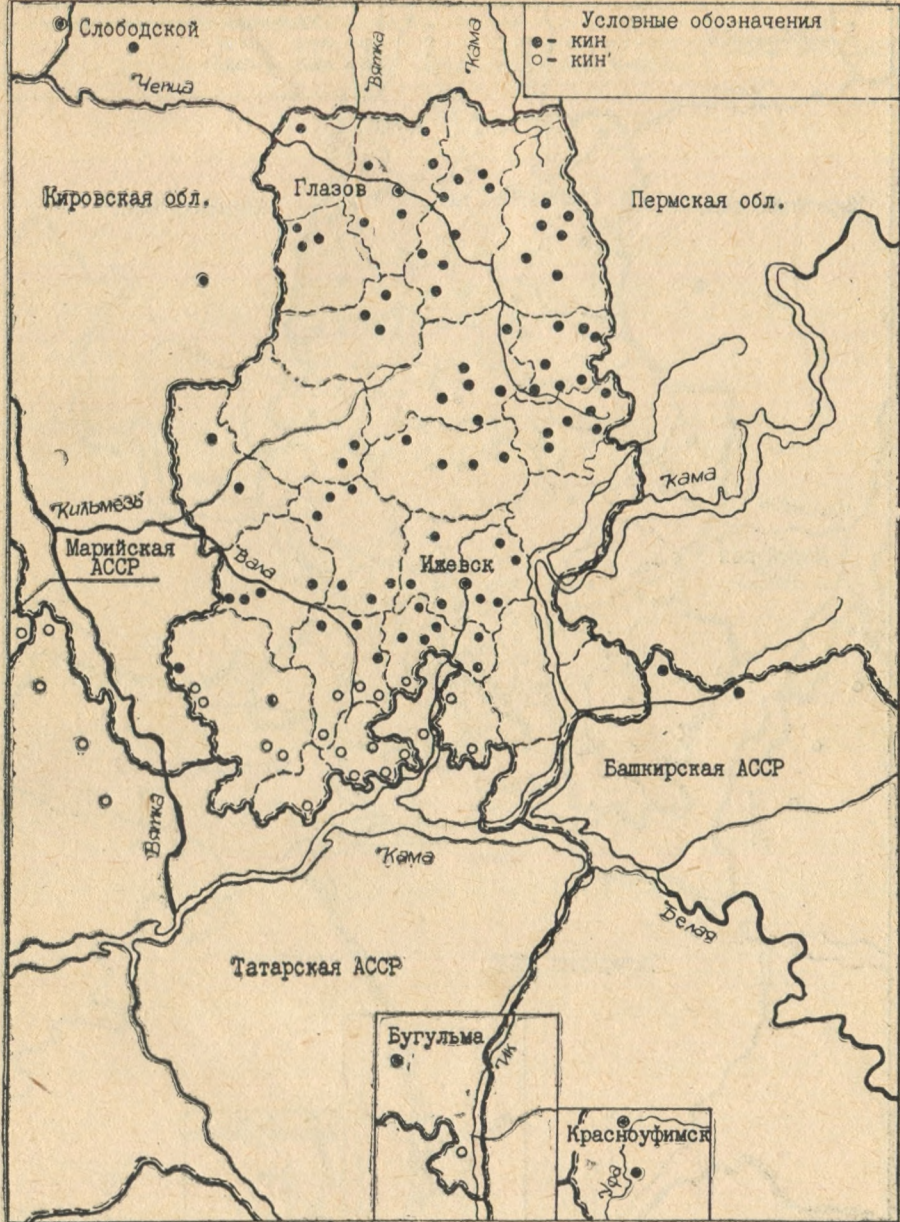 Условные обозначения
- кин
- кин'
Слободской
Чепца
Вятка
Кама
Глазов
Кировская обл.
Пермская обл.
Кильмезь
Кама
Марийская
АССР
Вала
Ижевск
Башкирская АССР
Вятка
Кама
Белая
Татарская АССР
Бугульма
Ик
Красноуфимск
Уфа